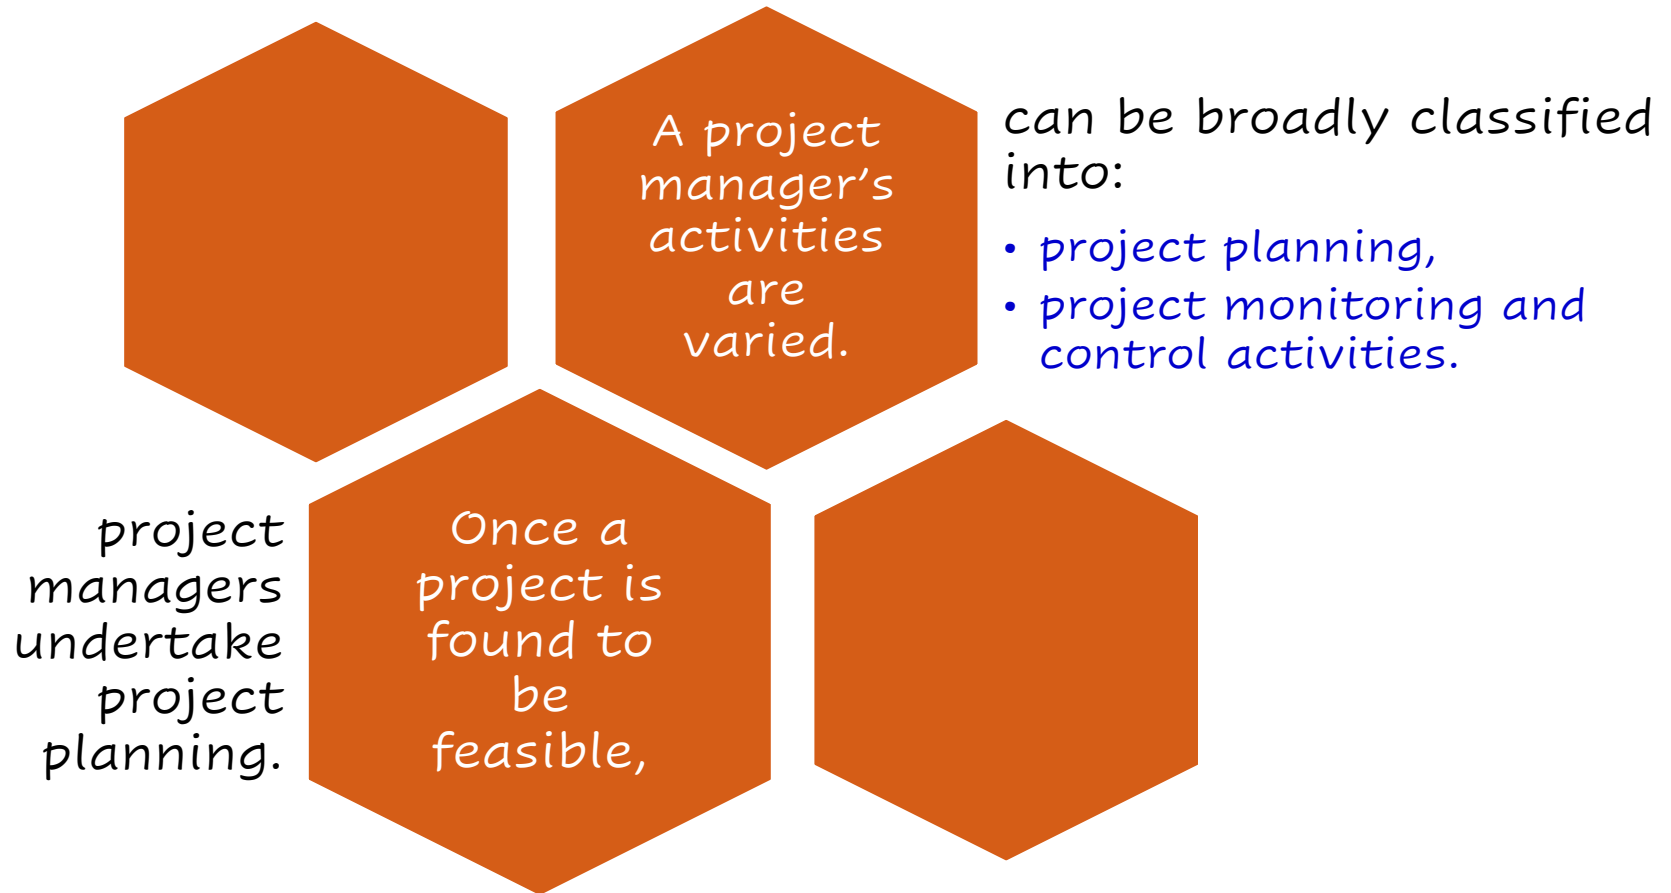 A project
manager’s
activities
are
varied.
can be broadly classified
into:
• project planning,
• project monitoring and
control activities.
Once a
project is
found to
be
feasible,
project
managers
undertake
project
planning.